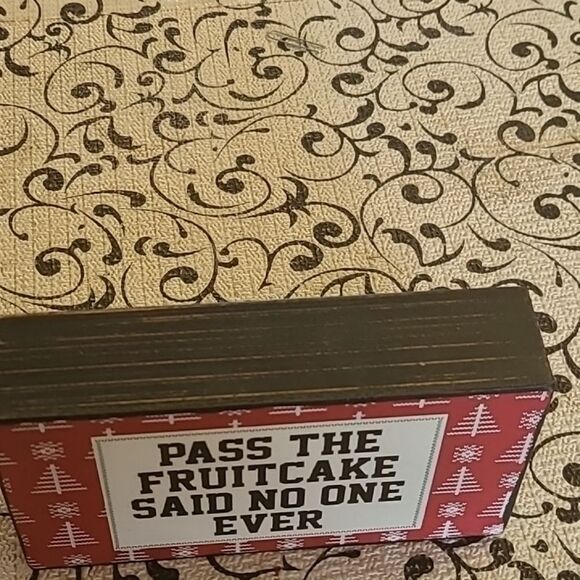 PASS THE
FRUITCAKE
SAID NO ONE
EVER